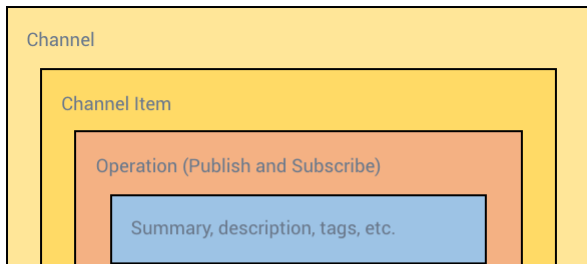 Channel
Channel Item
Operation (Publish and Subscribe)
Summary, description, tags, etc.